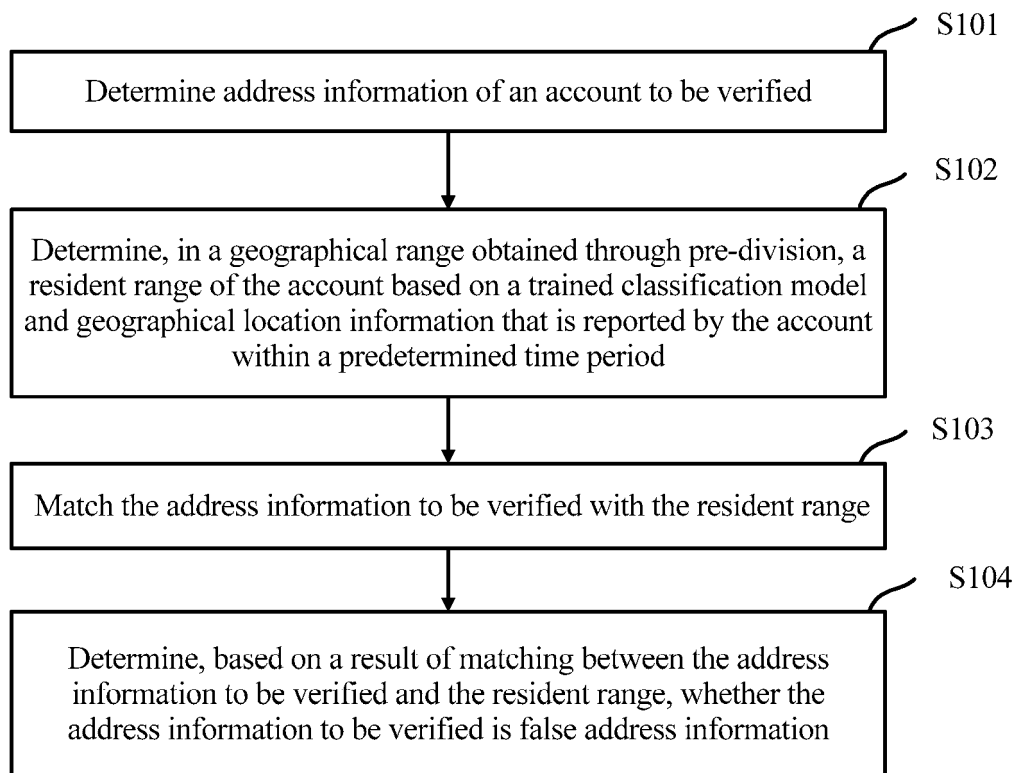 S101
Determine address information of an account to be verified
S102
Determine, in a geographical range obtained through pre-division, a
resident range of the account based on a trained classification model
and geographical location information that is reported by the account
within a predetermined time period
S103
Match the address information to be verified with the resident range
S104
Determine, based on a result of matching between the address
information to be verified and the resident range, whether the
address information to be verified is false address information